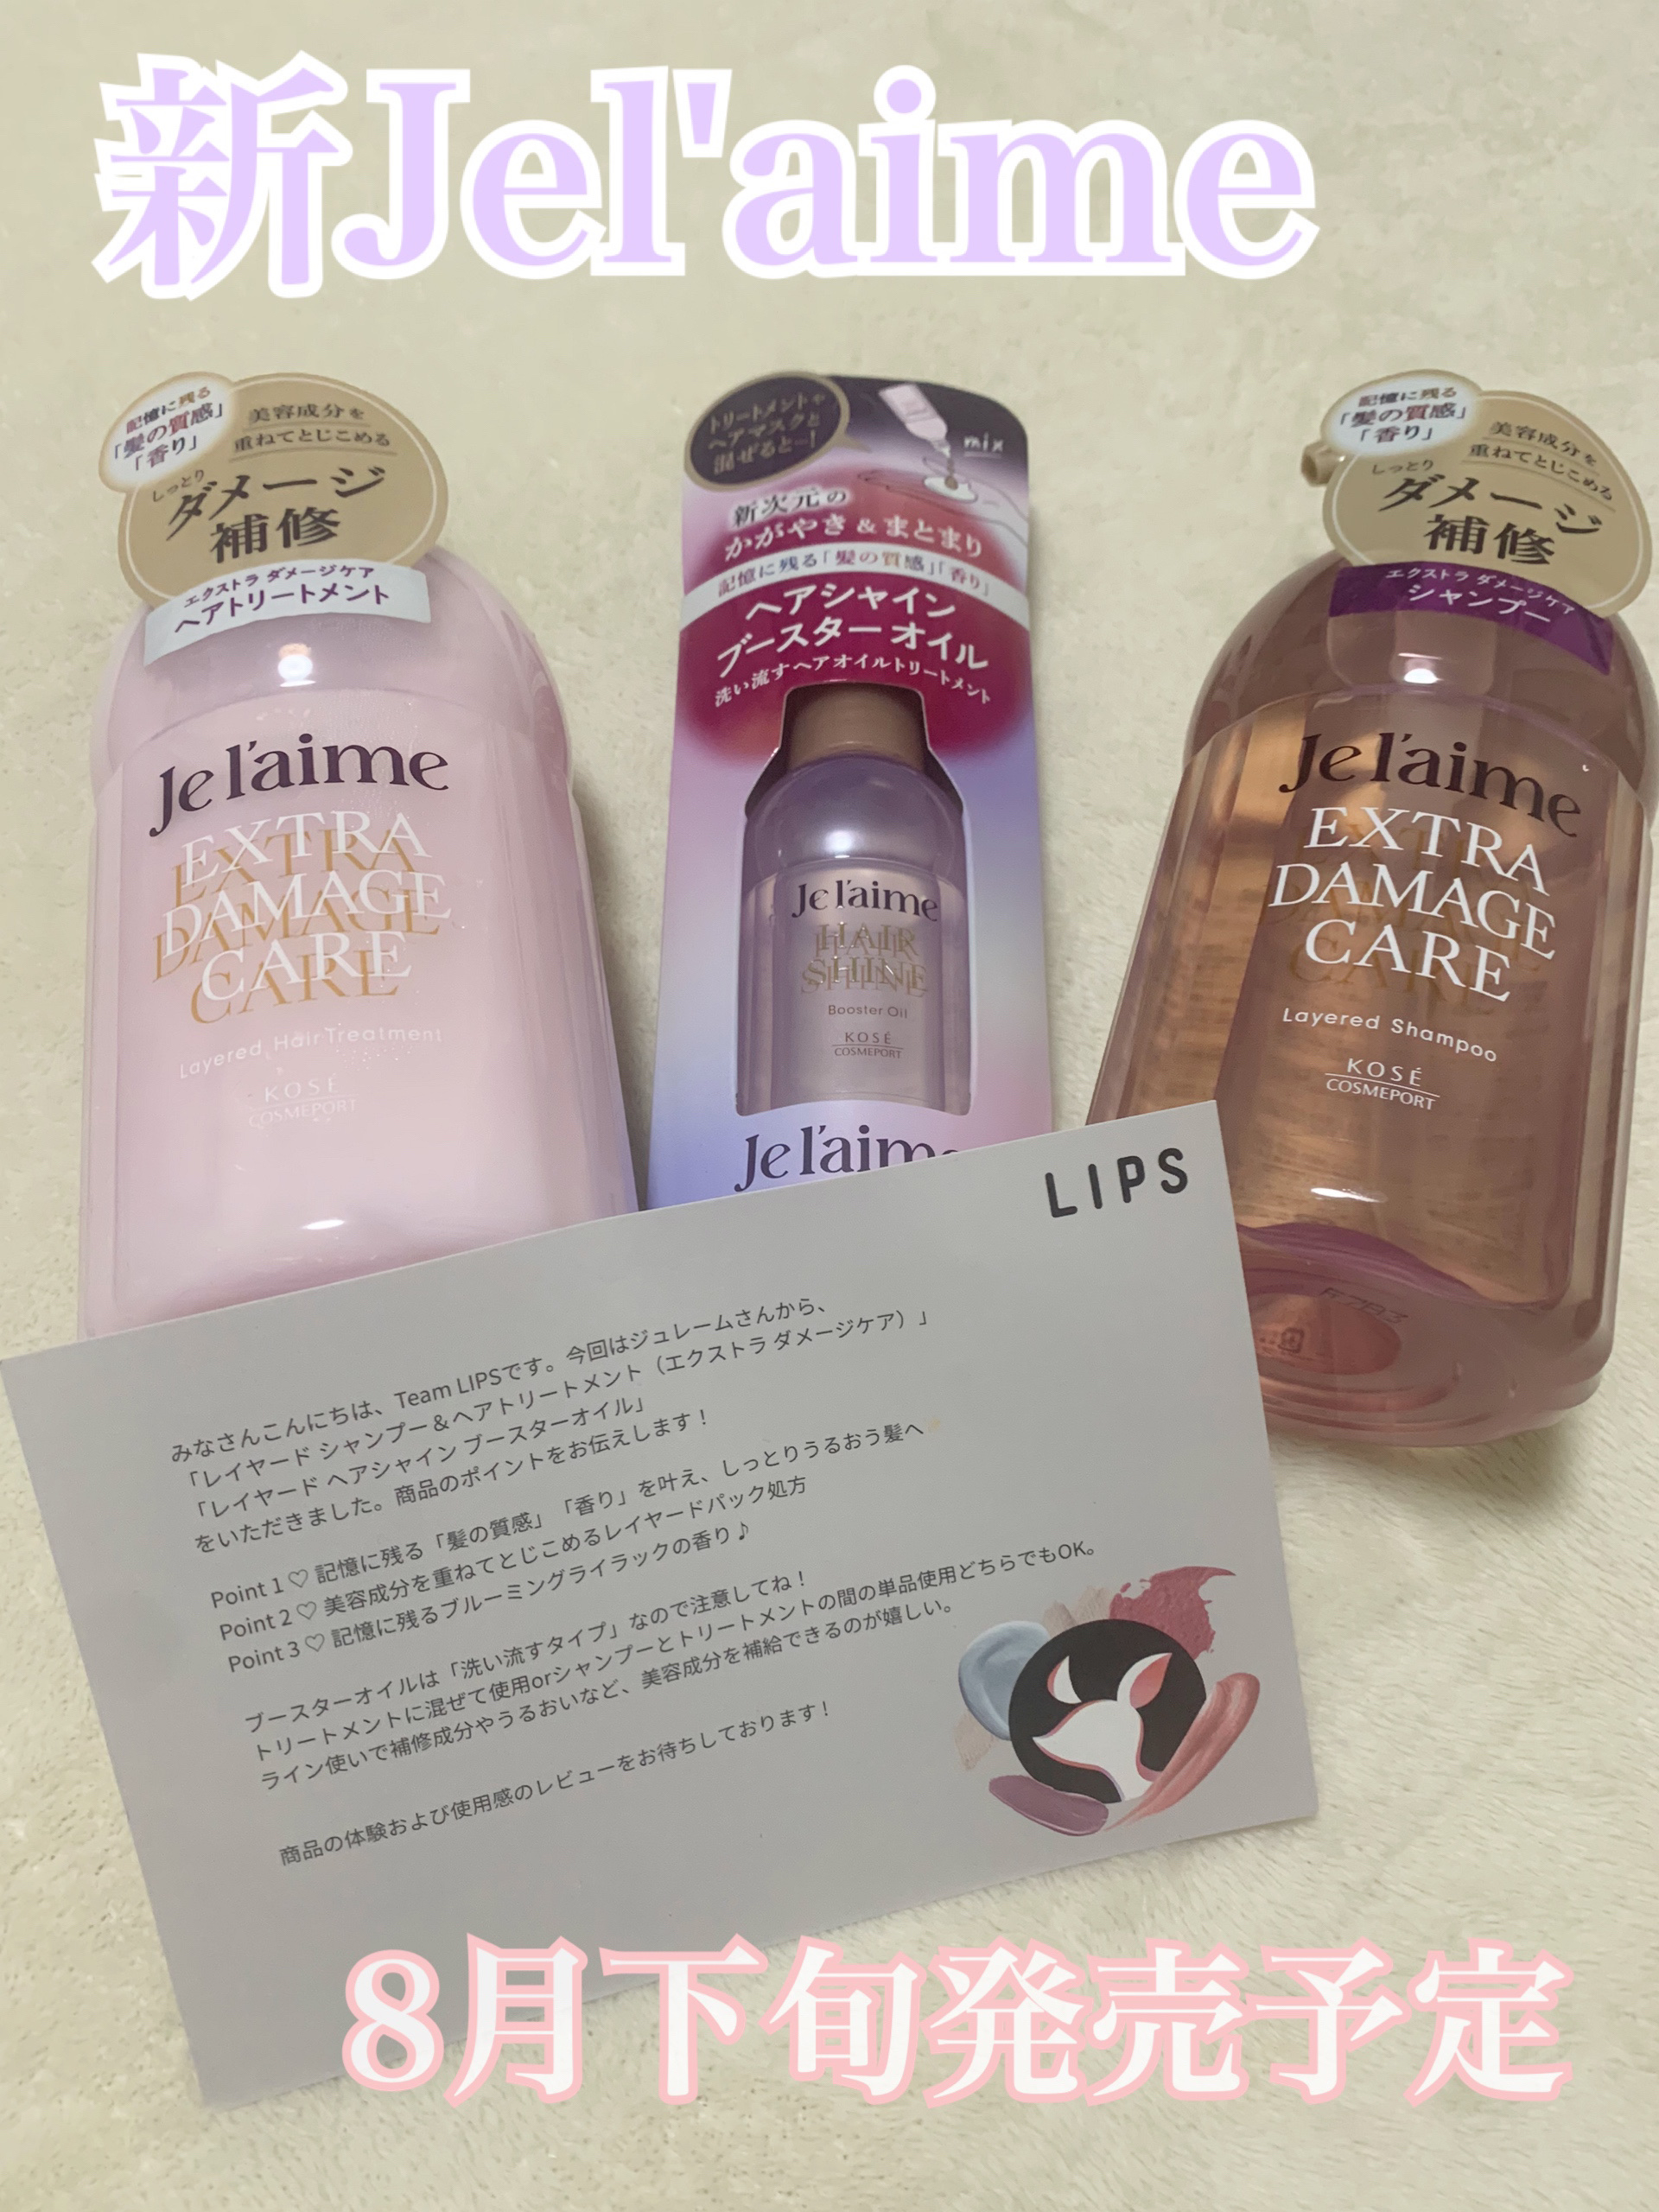 新Jel'aime
記憶に残る
「髪の質感」
「香り」
美容成分を
重ねてとじこめる
しっとり
ダメージ
補修
エクストラ ダメージケア
ヘアトリートメント
Je l'aime
EXTRA
DAMAGE
CARE
Layered Hair Treatment
KOSÉ
COSMEPORT
トリートメントや
ヘアマスクと
混ぜると…!
mix
新次元の
かがやき&まとまり
記憶に残る「髪の質感」「香り」
ヘアシャイン
ブースターオイル
洗い流すヘアオイルトリートメント
Je l'aime
HAIR
SHINE
Booster Oil
KOSÉ
COSMEPORT
Je l'aime
記憶に残る
「髪の質感」
「香り」
美容成分を
重ねてとじこめる
しっとり
ダメージ
補修
エクストラ ダメージケア
シャンプー
Je l'aime
EXTRA
DAMAGE
CARE
Layered Shampoo
KOSÉ
COSMEPORT
LIPS
みなさんこんにちは、Team LIPSです。今回はジュレームさんから、
「レイヤード シャンプー&ヘアトリートメント（エクストラ ダメージケア）」
「レイヤード ヘアシャイン ブースターオイル」
をいただきました。商品のポイントをお伝えします！
Point 1♡ 記憶に残る「髪の質感」「香り」を叶え、しっとりうるおう髪へ
Point 2♡ 美容成分を重ねてとじこめるレイヤードパック処方
Point 3♡ 記憶に残るブルーミングライラックの香り♪
ブースターオイルは「洗い流すタイプ」なので注意してね！
トリートメントに混ぜて使用orシャンプーとトリートメントの間の単品使用どちらでもOK。
ライン使いで補修成分やうるおいなど、美容成分を補給できるのが嬉しい。
商品の体験および使用感のレビューをお待ちしております！
8月下旬発売予定